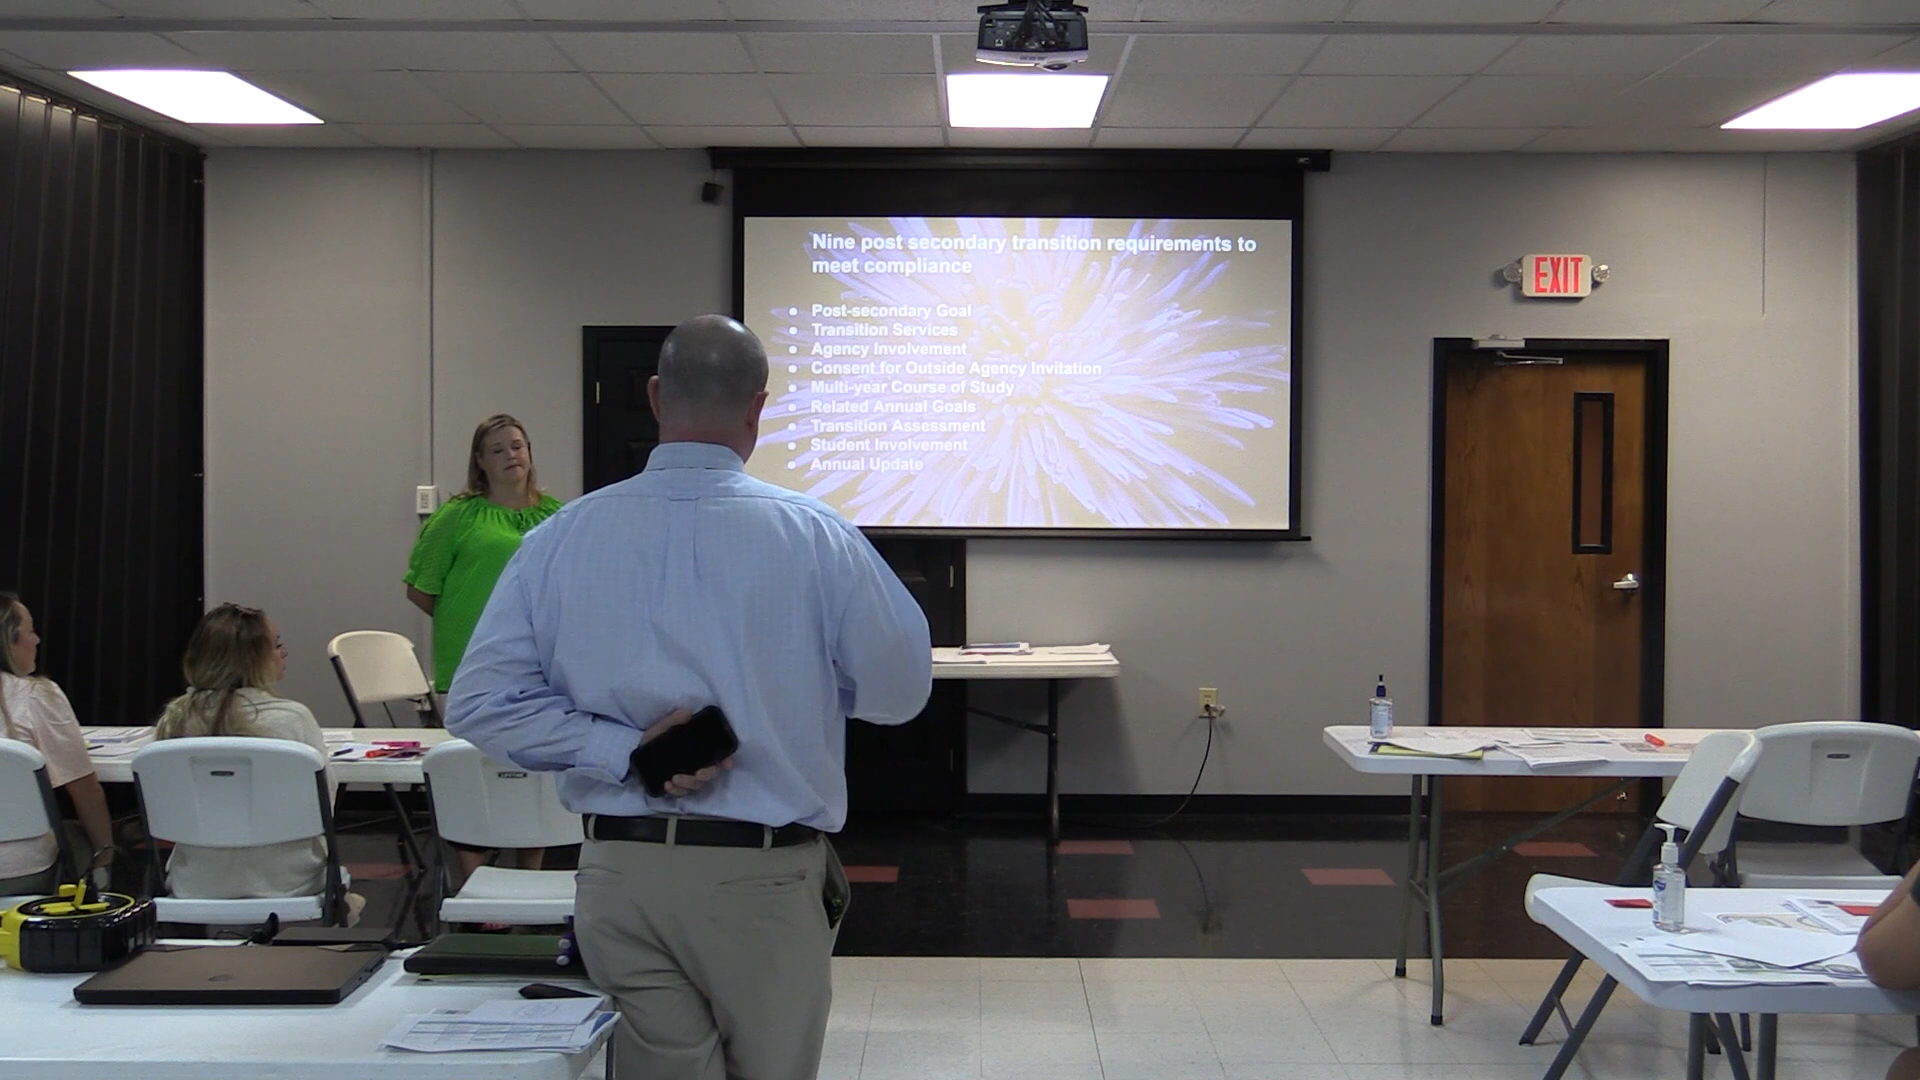 Nine post secondary transition requirements to
meet compliance
● Post-secondary Goal
● Transition Services
● Agency Involvement
● Consent for Outside Agency Invitation
● Multi-year Course of Study
● Related Annual Goals
● Transition Assessment
● Student Involvement
● Annual Update
EXIT
LIFETIME